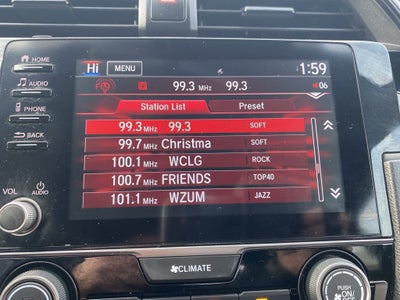 HOME
AUDIO
PHONE
BACK
VOL AUDIO
Hi MENU 1:59
99.3 MHz 99.3 06
Station List Preset
99.3 MHz 99.3 SOFT
99.7 MHz Christma SOFT
100.1 MHz WCLG ROCK
100.7 MHz FRIENDS TOP40
101.1 MHz WZUM JAZZ
CLIMATE
PUSH
ON/
OFF